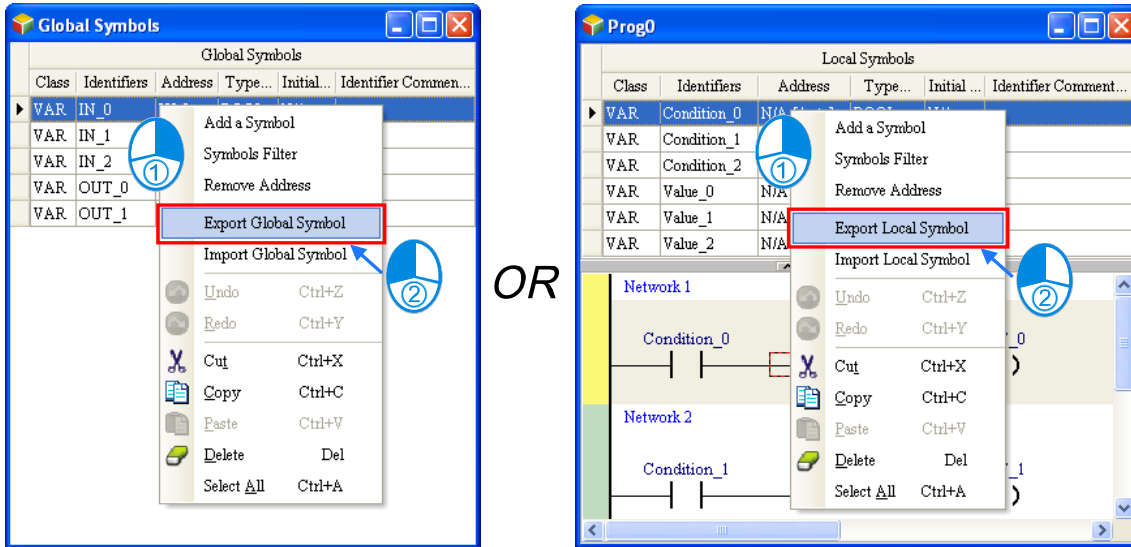 Global Symbols
Global Symbols
Class Identifiers Address Type... Initial... Identifier Commen...
VAR IN_0
VAR IN_1
VAR IN_2
VAR OUT_0
VAR OUT_1
Add a Symbol
Symbols Filter
Remove Address
Export Global Symbol
Import Global Symbol
Undo Ctrl+Z
Redo Ctrl+Y
Cut Ctrl+X
Copy Ctrl+C
Paste Ctrl+V
Delete Del
Select All Ctrl+A
1
2
OR
Prog0
Local Symbols
Class Identifiers Address Type... Initial ... Identifier Comment...
VAR Condition_0
VAR Condition_1
VAR Condition_2
VAR Value_0 N/A
VAR Value_1 N/A
VAR Value_2 N/A
Add a Symbol
Symbols Filter
Remove Address
Export Local Symbol
Import Local Symbol
Undo Ctrl+Z
Redo Ctrl+Y
Cut Ctrl+X
Copy Ctrl+C
Paste Ctrl+V
Delete Del
Select All Ctrl+A
1
2
Network 1
Condition_0
_0
Network 2
Condition_1
_1